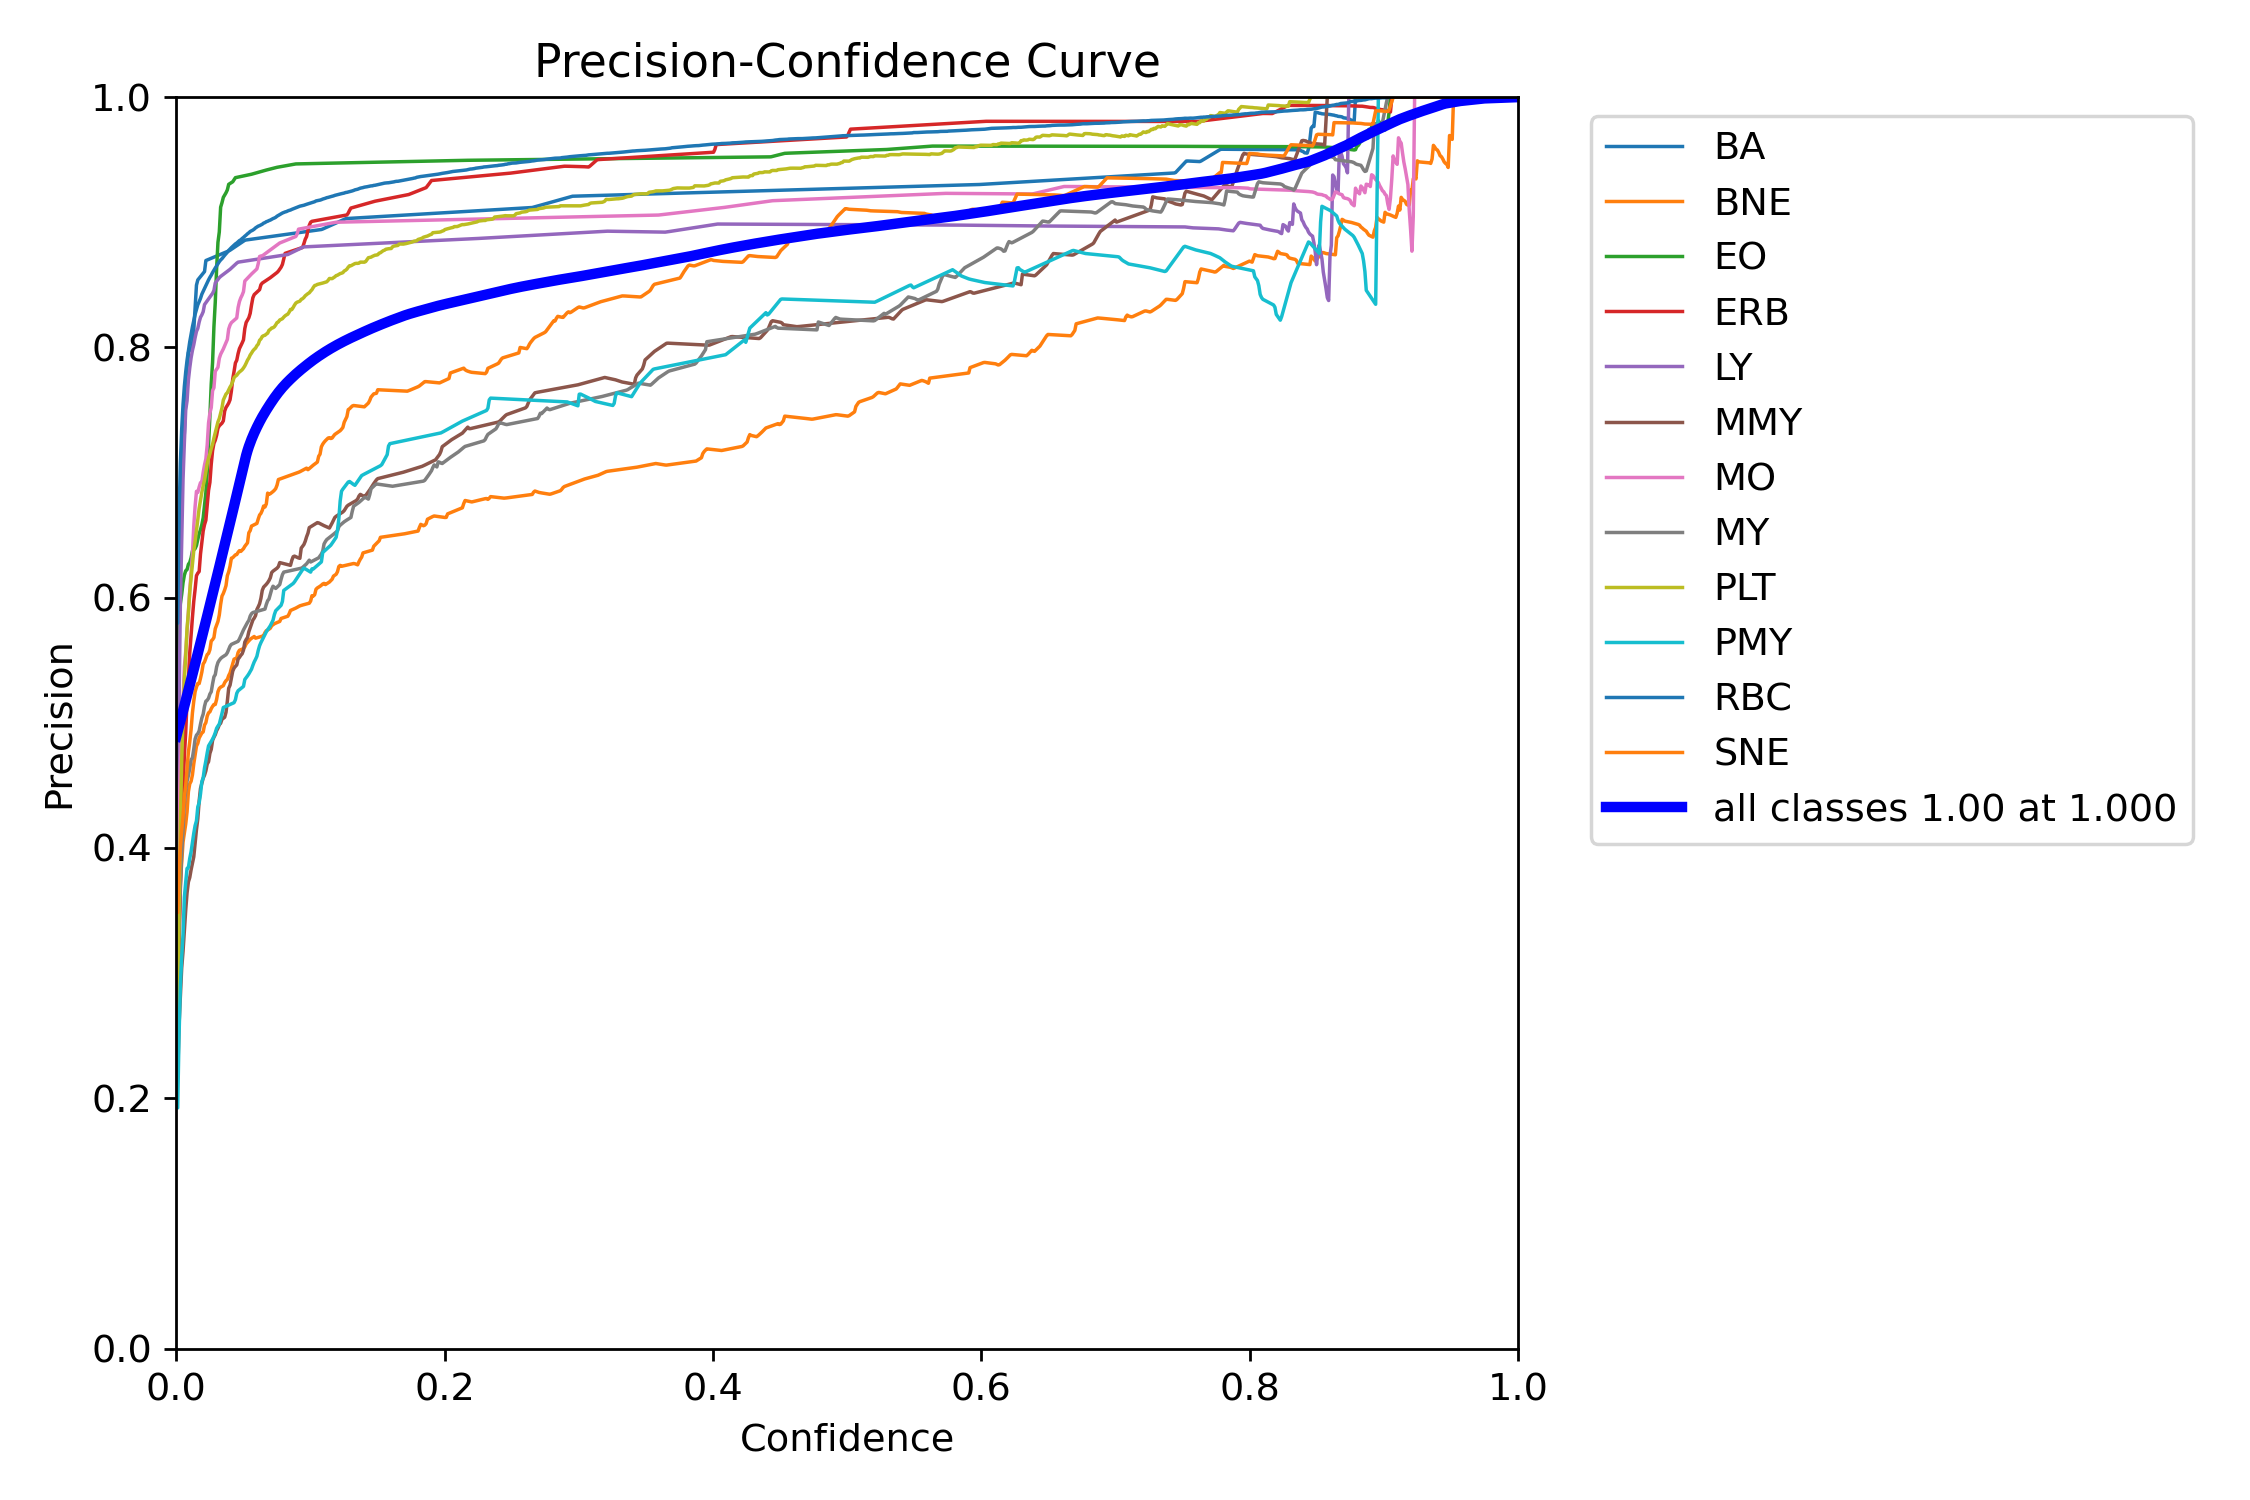 Precision-Confidence Curve
1.0
0.8
0.6
0.4
0.2
0.0
Precision
0.0 0.2 0.4 0.6 0.8 1.0
Confidence
BA
BNE
EO
ERB
LY
MMY
MO
MY
PLT
PMY
RBC
SNE
all classes 1.00 at 1.000